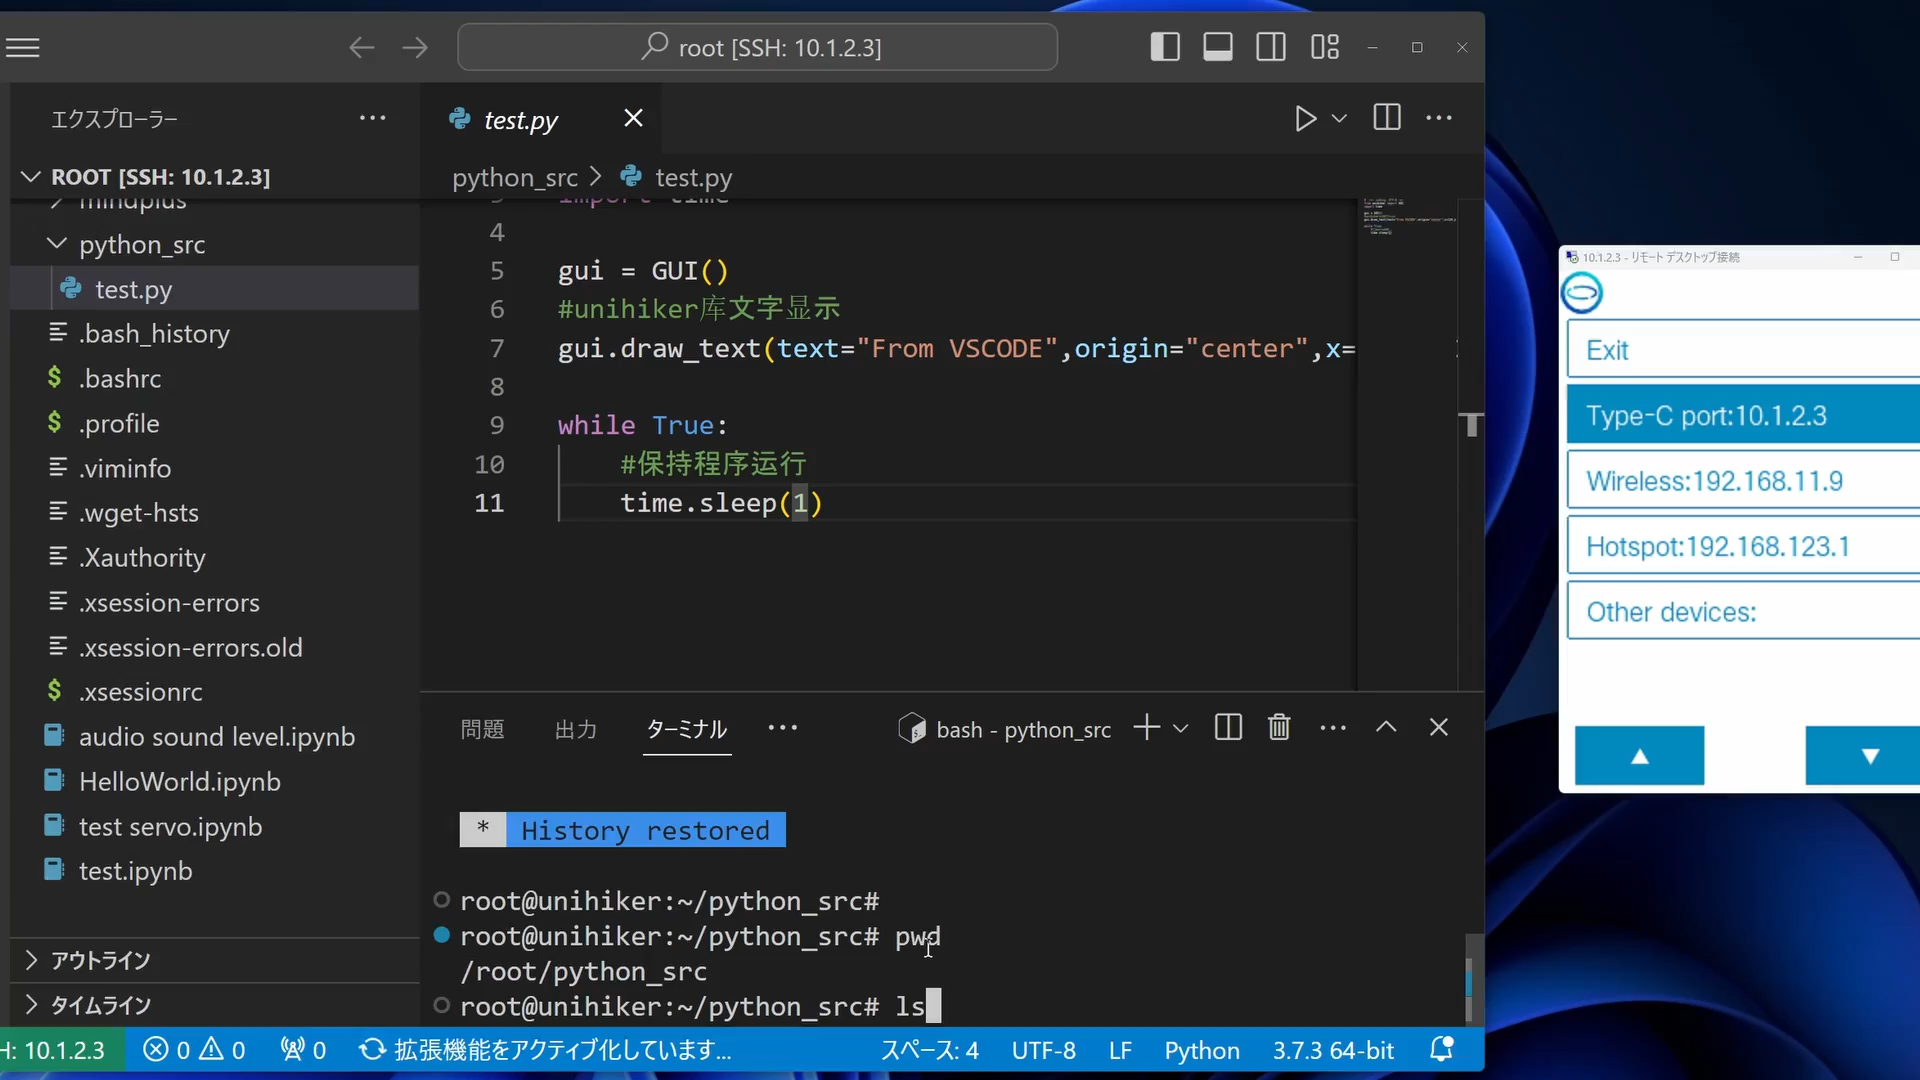 root [SSH: 10.1.2.3]
エクスプローラー
ROOT [SSH: 10.1.2.3]
mindplus
python_src
test.py
.bash_history
.bashrc
.profile
.viminfo
.wget-hsts
.Xauthority
.xsession-errors
.xsession-errors.old
.xsessionrc
audio sound level.ipynb
HelloWorld.ipynb
test servo.ipynb
test.ipynb
アウトライン
タイムライン
test.py
python_src > test.py
3 import time
4
5 gui = GUI()
6 #unihiker库文字显示
7 gui.draw_text(text="From VSCODE",origin="center",x=
8
9 while True:
10 #保持程序运行
11 time.sleep(1)
問題 出力 ターミナル bash - python_src
* History restored
root@unihiker:~/python_src#
root@unihiker:~/python_src# pwd
/root/python_src
root@unihiker:~/python_src# ls
H: 10.1.2.3 0 0 0 拡張機能をアクティブ化しています... スペース: 4 UTF-8 LF Python 3.7.3 64-bit
10.1.2.3 - リモート デスクトップ接続
Exit
Type-C port:10.1.2.3
Wireless:192.168.11.9
Hotspot:192.168.123.1
Other devices: